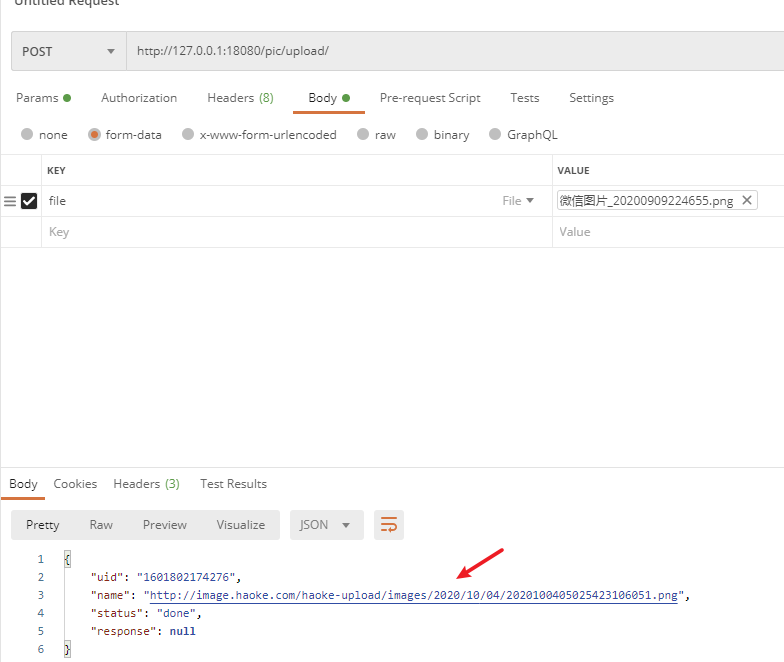 Untitled Request
POST http://127.0.0.1:18080/pic/upload/
Params Authorization Headers (8) Body Pre-request Script Tests Settings
none form-data x-www-form-urlencoded raw binary GraphQL
KEY VALUE
file File 微信图片_20200909224655.png
Key Value
Body Cookies Headers (3) Test Results
Pretty Raw Preview Visualize JSON
1 {
2 "uid": "1601802174276",
3 "name": "http://image.haoke.com/haoke-upload/images/2020/10/04/2020100405025423106051.png",
4 "status": "done",
5 "response": null
6 }